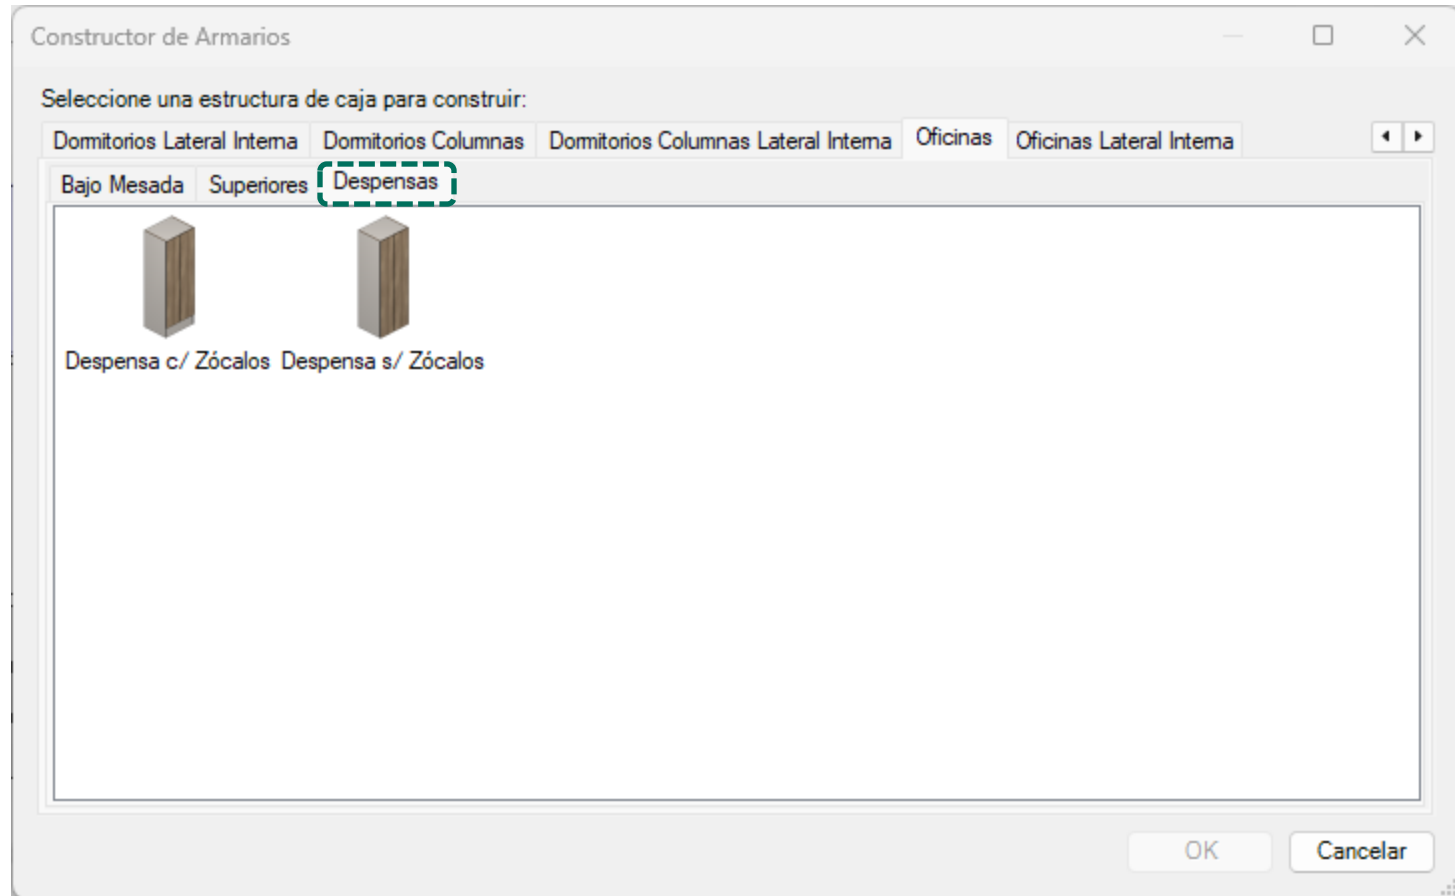 Constructor de Armarios
Seleccione una estructura de caja para construir:
Dormitorios Lateral Interna Dormitorios Columnas Dormitorios Columnas Lateral Interna Oficinas Oficinas Lateral Interna
Bajo Mesada Superiores Despensas
Despensa c/ Zócalos Despensa s/ Zócalos
OK Cancelar